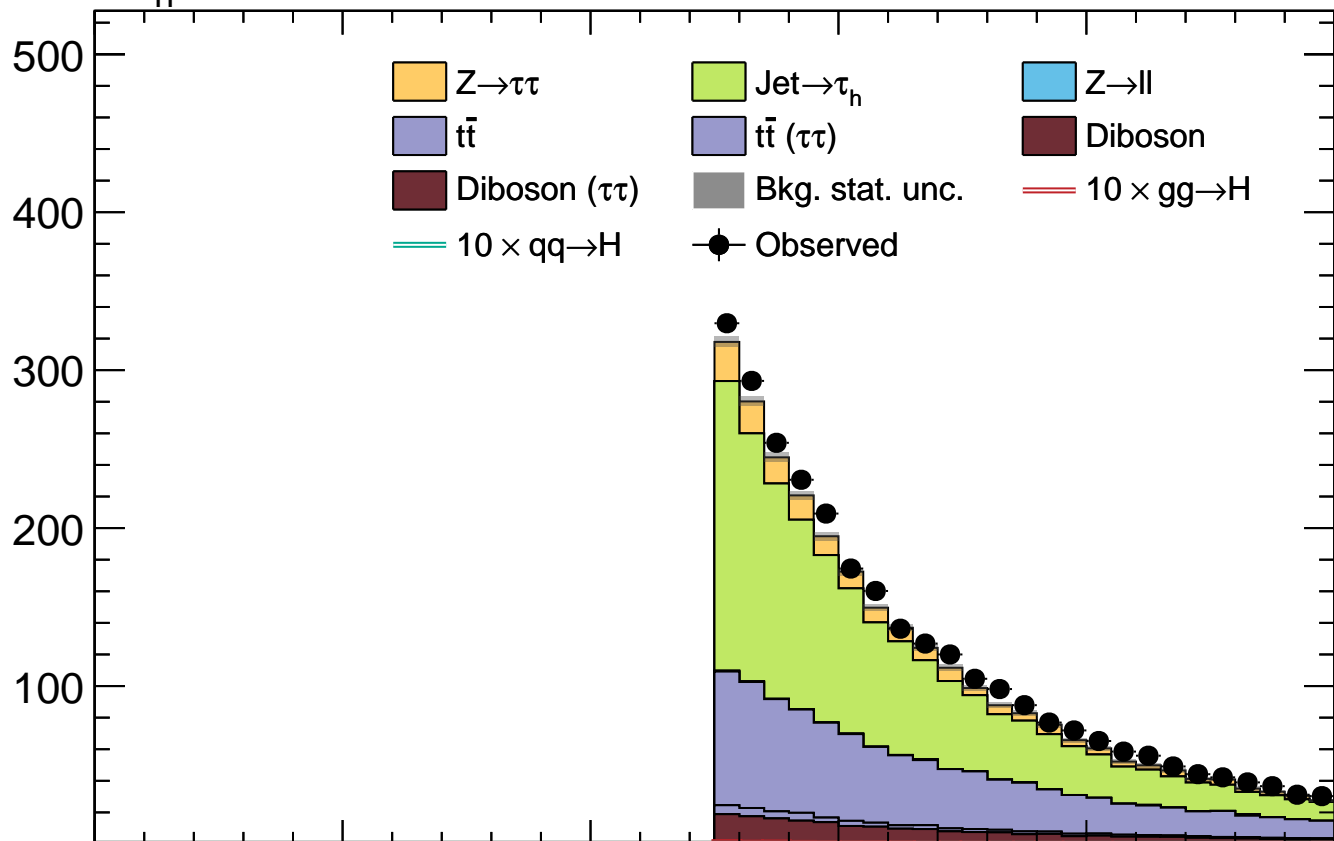 500
Z→ττ Jet→τh Z→ll
tt̄ tt̄ (ττ) Diboson
400
Diboson (ττ) Bkg. stat. unc. 10 × gg→H
10 × qq→H Observed
300
200
100